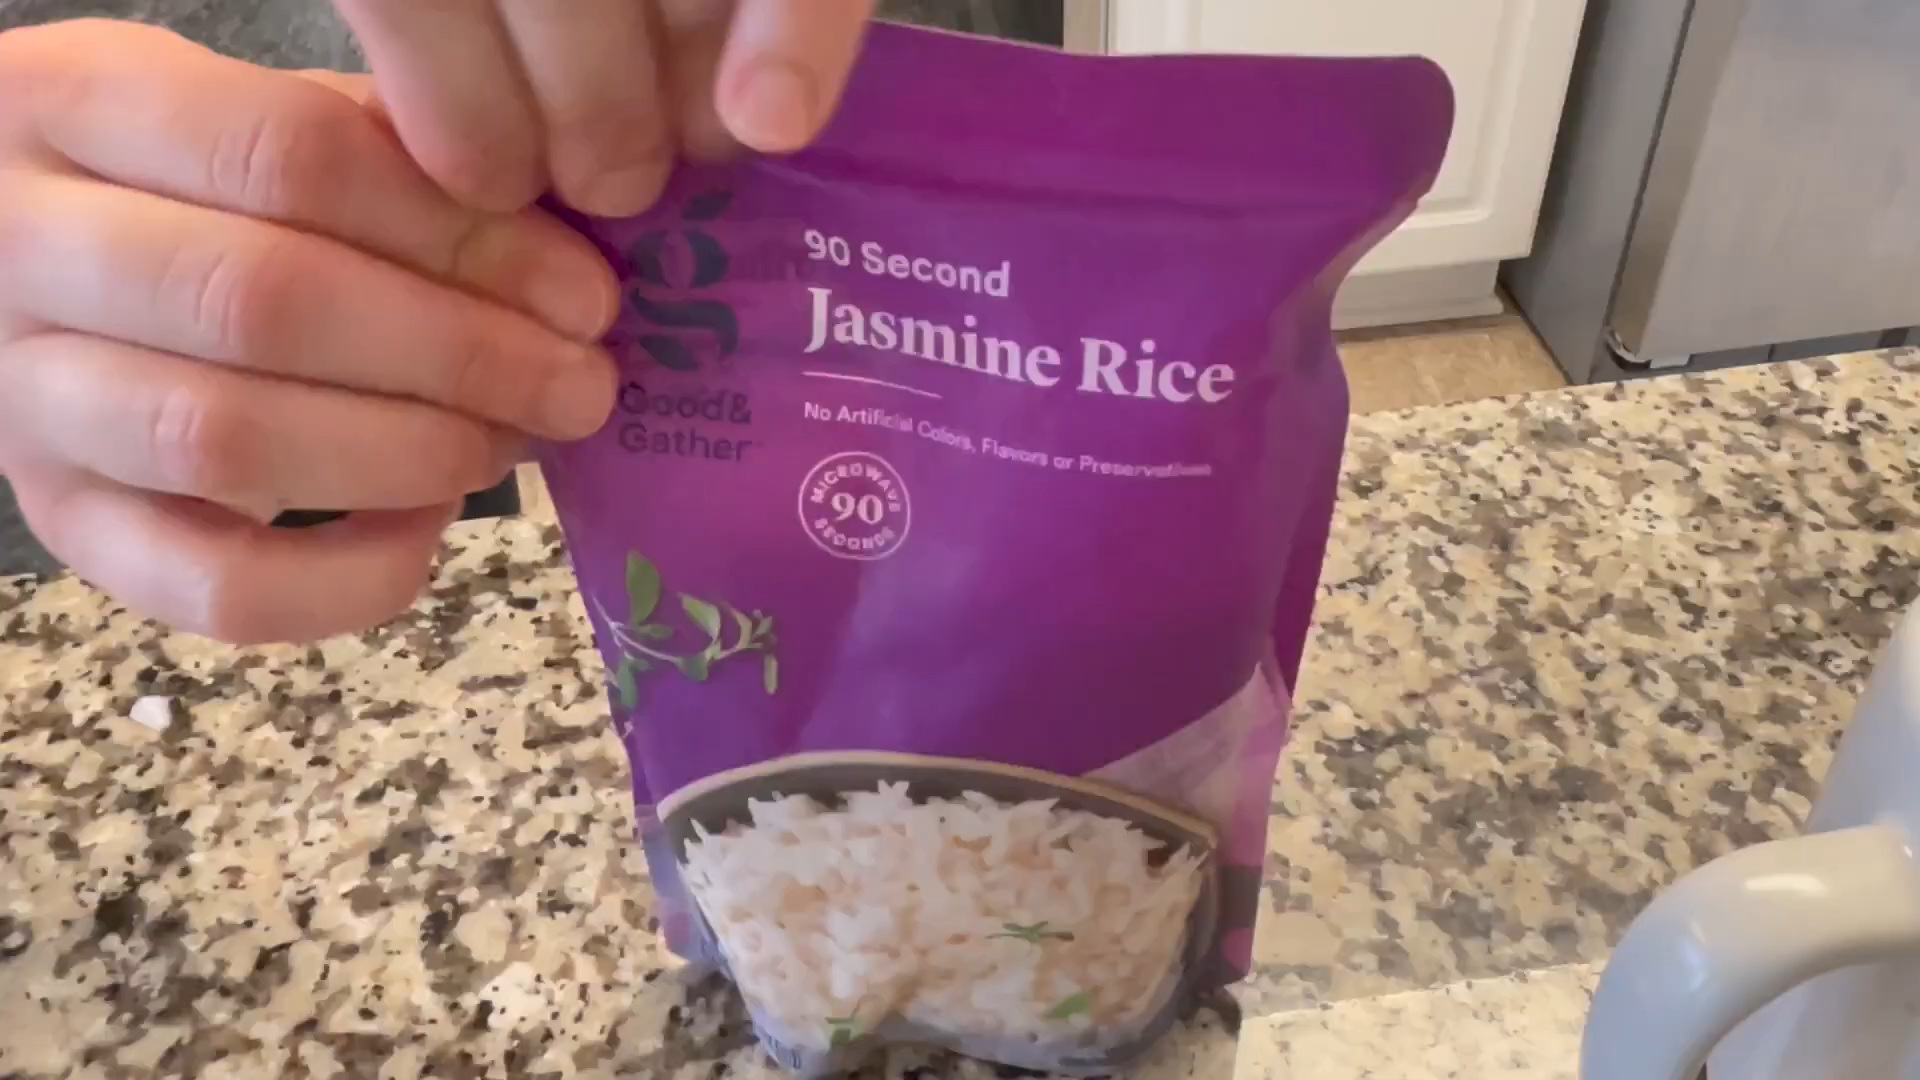 90 Second
Jasmine Rice
No Artificial Colors, Flavors or Preservatives
Good&
Gather
MICROWAVE
90
SECONDS